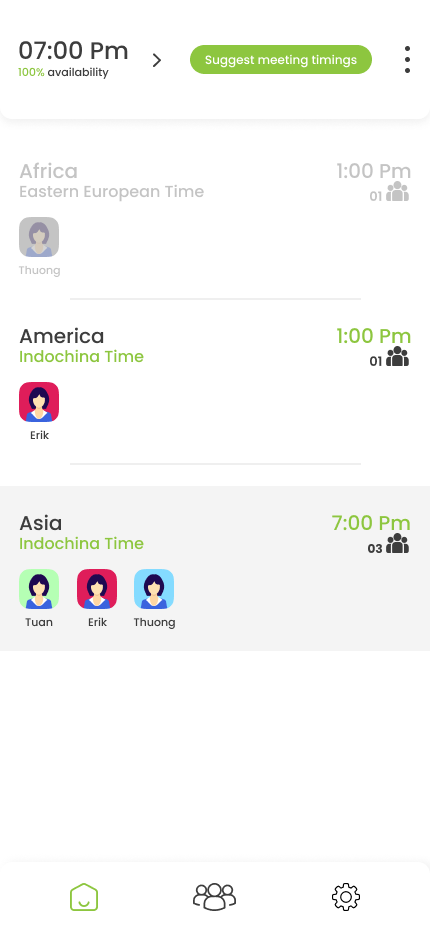 07:00 Pm
100% availability
Suggest meeting timings
Africa
1:00 Pm
Eastern European Time
01
Thuong
America
1:00 Pm
Indochina Time
01
Erik
Asia
7:00 Pm
Indochina Time
03
Tuan Erik Thuong